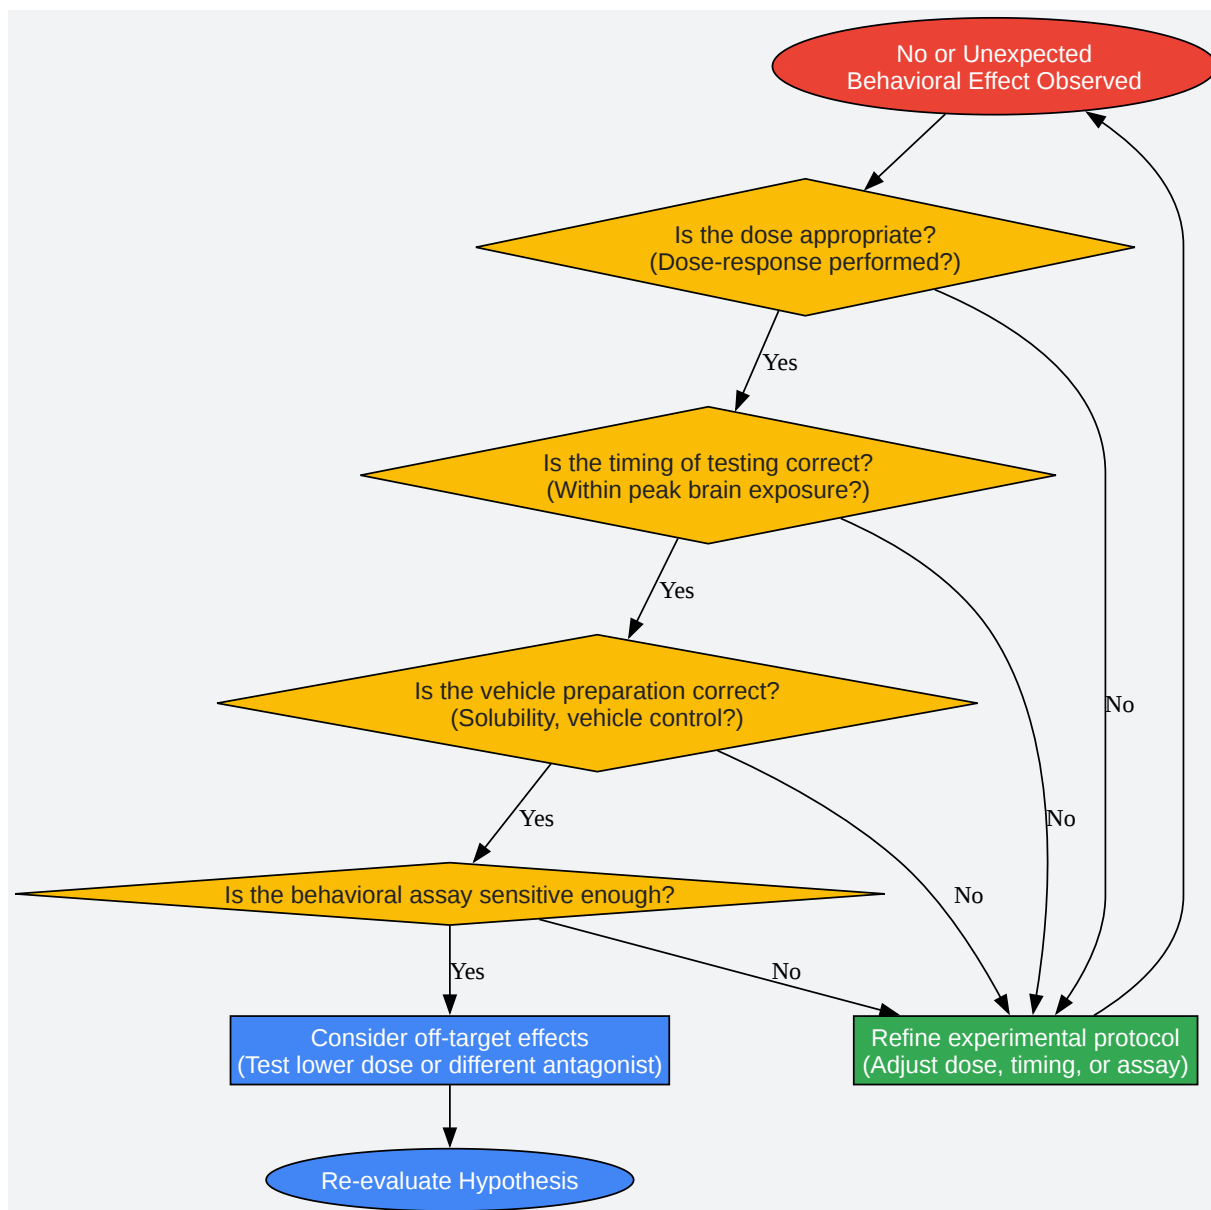 No or Unexpected
Behavioral Effect Observed
Is the dose appropriate?
(Dose-response performed?)
Yes
Is the timing of testing correct?
(Within peak brain exposure?)
Yes
Is the vehicle preparation correct?
(Solubility, vehicle control?)
No
Yes
No
Is the behavioral assay sensitive enough?
No
Yes
No
Consider off-target effects
(Test lower dose or different antagonist)
Refine experimental protocol
(Adjust dose, timing, or assay)
Re-evaluate Hypothesis